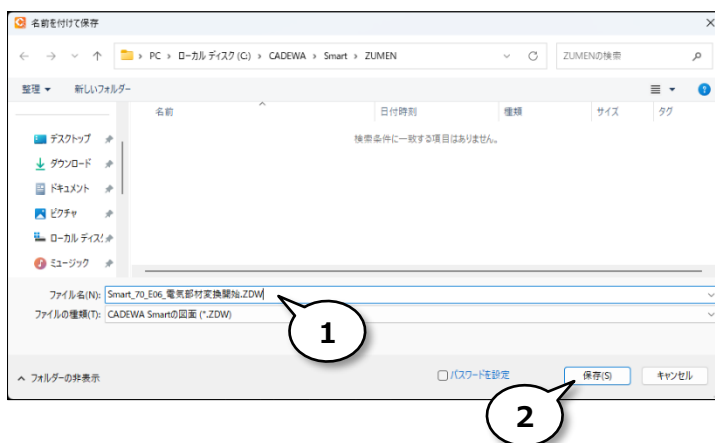 名前を付けて保存
PC › ローカル ディスク (C:) › CADEWA › Smart › ZUMEN
ZUMENの検索
整理 新しいフォルダー
名前 日付時刻 種類 サイズ タグ
検索条件に一致する項目はありません。
デスクトップ
ダウンロード
ドキュメント
ピクチャ
ローカル ディス
ミュージック
ファイル名(N): Smart_70_E06_電気部材変換開始.ZDW
ファイルの種類(T): CADEWA Smartの図面 (*.ZDW)
1
フォルダーの非表示
パスワードを設定
保存(S)
キャンセル
2